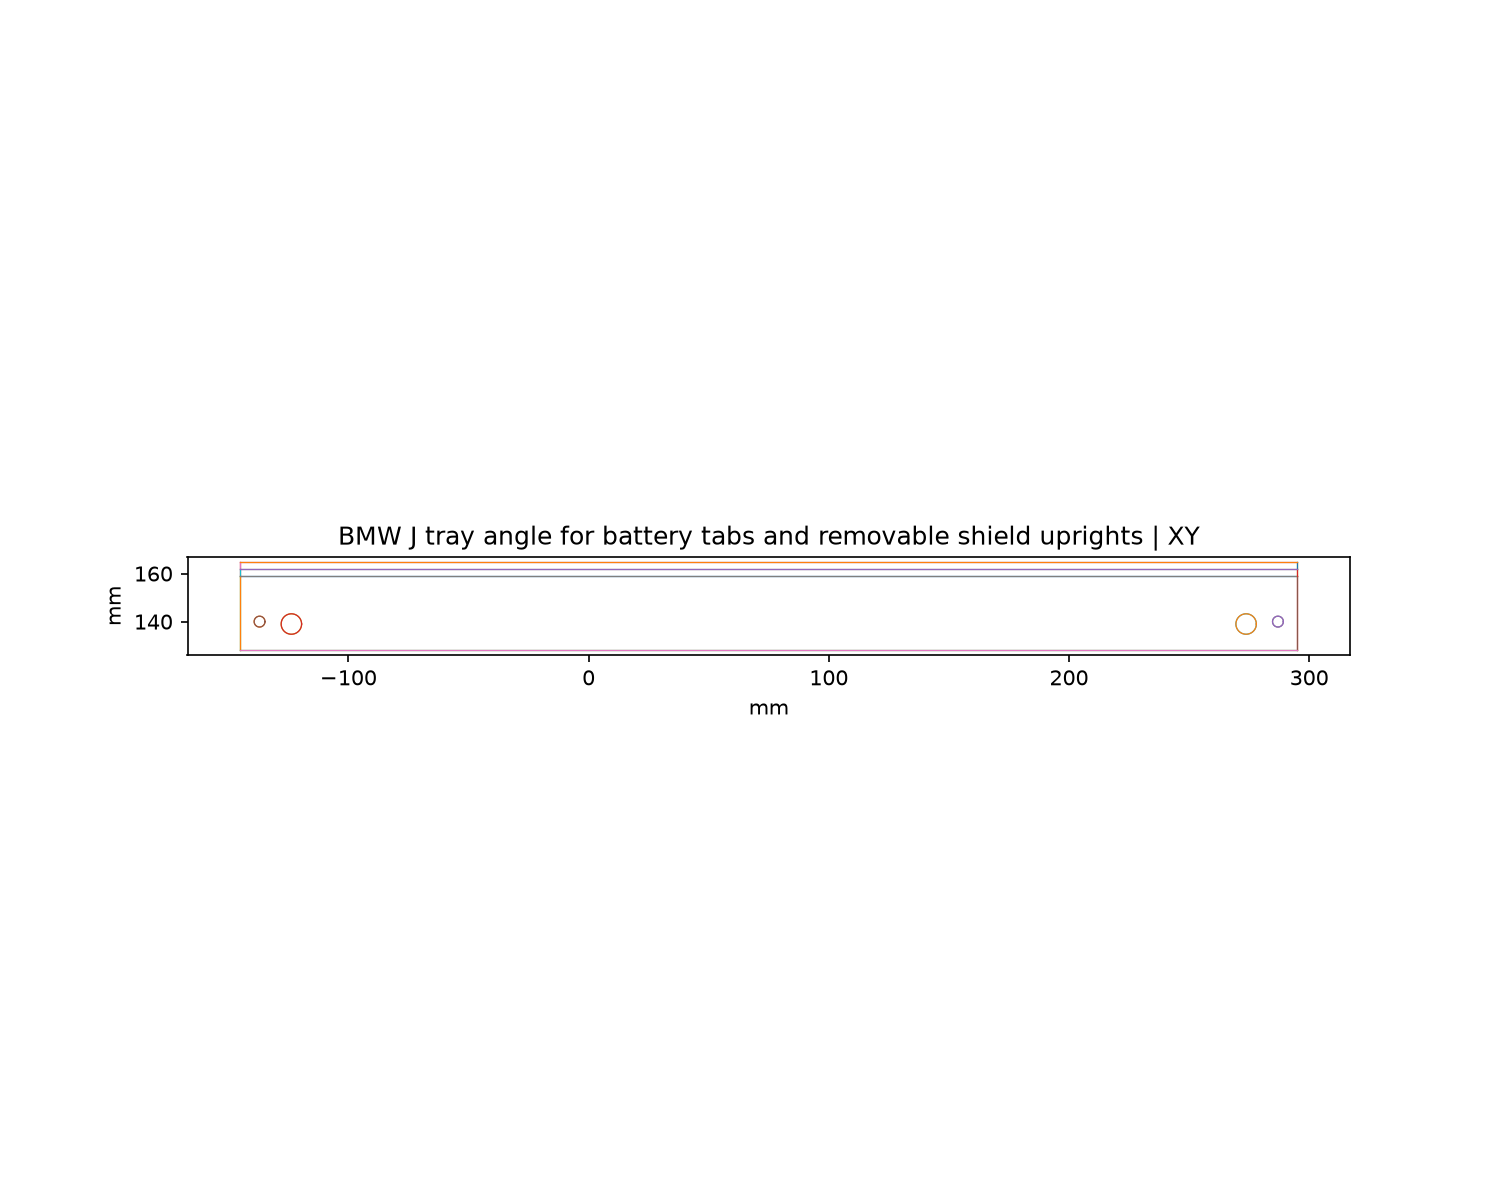 BMW J tray angle for battery tabs and removable shield uprights | XY
160
140
mm
−100 0 100 200 300
mm